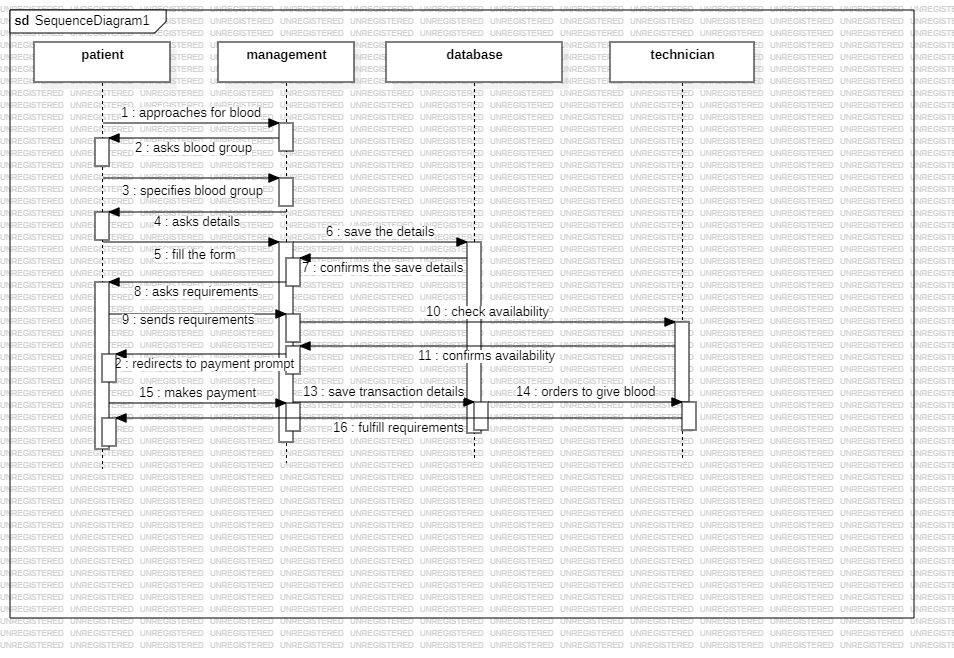 sd SequenceDiagram1
patient
management
database
technician
1 : approaches for blood
2 : asks blood group
3 : specifies blood group
4 : asks details
6 : save the details
5 : fill the form
7 : confirms the save details
8 : asks requirements
10 : check availability
9 : sends requirements
11 : confirms availability
2 : redirects to payment prompt
15 : makes payment
13 : save transaction details
14 : orders to give blood
16 : fulfill requirements
UNREGISTERED